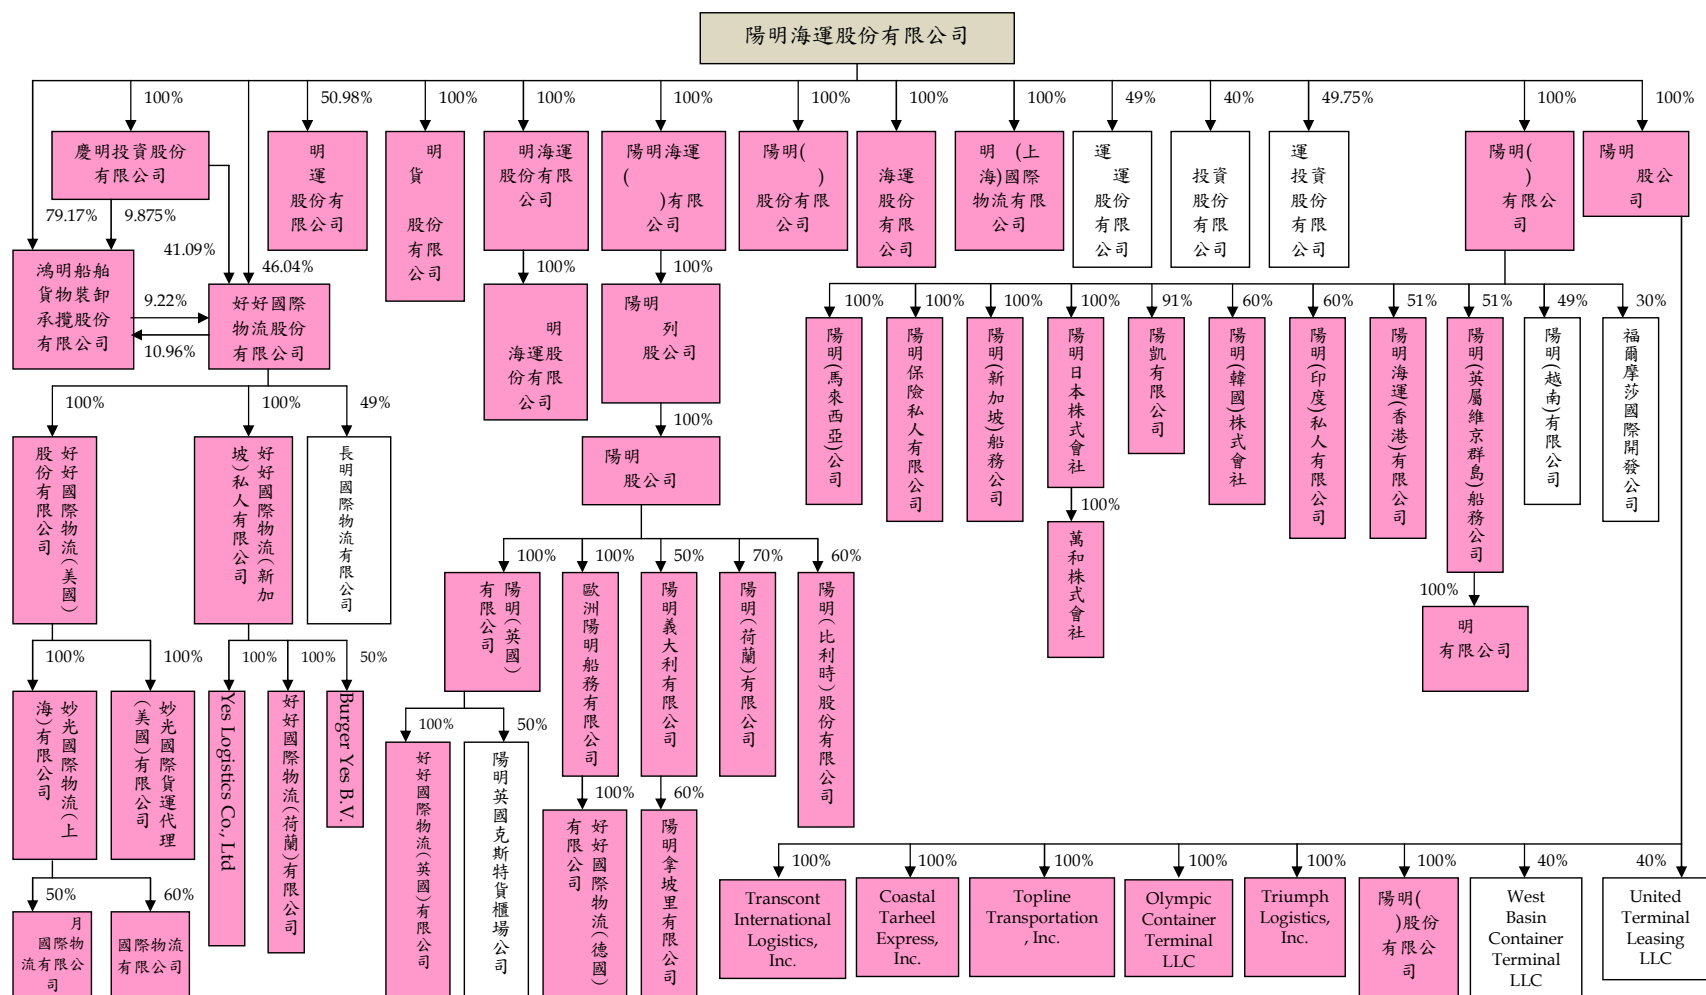 陽明海運股份有限公司
100%
50.98%
100%
100%
100%
100%
100%
100%
49%
40%
49.75%
100%
100%
慶明投資股份
有限公司
明
運
股份有
限公司
明
貨
股份
有限
公司
明海運
股份有限
公司
陽明海運
(
)有限
公司
陽明(
)
股份有限
公司
海運
股份
有限
公司
明 (上
海)國際
物流有限
公司
運
運
股份
有限
公司
投資
股份
有限
公司
運
投資
股份
有限
公司
陽明(
)
有限公
司
陽明
股公
司
79.17%
9.875%
41.09%
46.04%
鴻明船舶
貨物裝卸
承攬股份
有限公司
9.22%
10.96%
好好國際
物流股份
有限公司
100%
明
海運股
份有限
公司
100%
陽明
列
股公司
100%
陽明
股公司
100%
100%
100%
100%
91%
60%
60%
51%
51%
49%
30%
陽明(馬來西亞)公司
陽明保險私人有限公司
陽明(新加坡)船務公司
陽明日本株式會社
陽凱有限公司
陽明(韓國)株式會社
陽明(印度)私人有限公司
陽明海運(香港)有限公司
陽明(英屬維京群島)船務公司
陽明(越南)有限公司
福爾摩莎國際開發公司
100%
萬和株式會社
100%
明
有限公司
100%
100%
49%
好好國際物流(美國)
股份有限公司
好好國際物流(新加
坡)私人有限公司
長明國際物流有限公司
100%
100%
50%
70%
60%
陽明(英國)
有限公司
歐洲陽明船務有限公司
陽明義大利有限公司
陽明(荷蘭)有限公司
陽明(比利時)股份有限公司
100%
100%
100%
100%
50%
妙光國際物流(上
海)有限公司
妙光國際貨運代理
(美國)有限公司
Yes Logistics Co., Ltd
好好國際物流(荷蘭)有限公司
Burger Yes B.V.
100%
50%
好好國際物流(英國)有限公司
陽明英國克斯特貨櫃場公司
100%
好好國際物流(德國)
有限公司
60%
陽明拿坡里有限公司
50%
60%
月
國際物
流有限公
司
國際物流
有限公司
100%
100%
100%
100%
100%
100%
40%
40%
Transcont
International
Logistics,
Inc.
Coastal
Tarheel
Express,
Inc.
Topline
Transportation
, Inc.
Olympic
Container
Terminal
LLC
Triumph
Logistics,
Inc.
陽明(
)股份
有限公
司
West
Basin
Container
Terminal
LLC
United
Terminal
Leasing
LLC